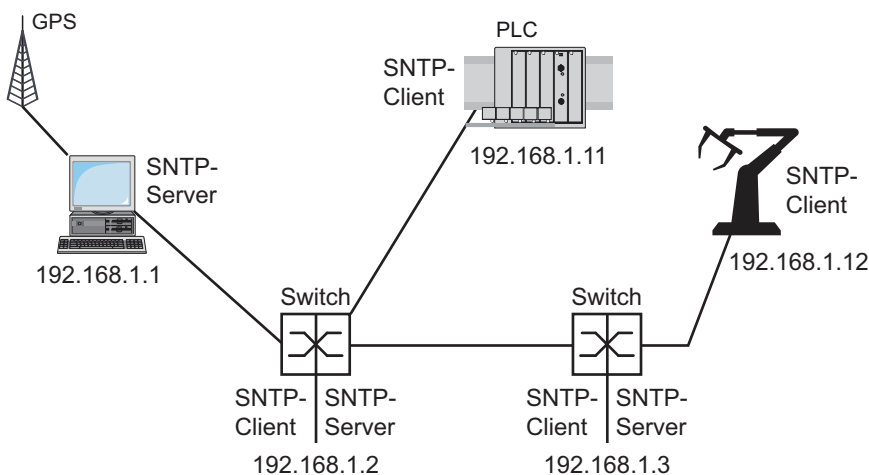 GPS
PLC
SNTP-
Client
192.168.1.11
SNTP-
Server
192.168.1.1
SNTP-
Client
192.168.1.12
Switch
SNTP-
Client
SNTP-
Server
192.168.1.2
Switch
SNTP-
Client
SNTP-
Server
192.168.1.3